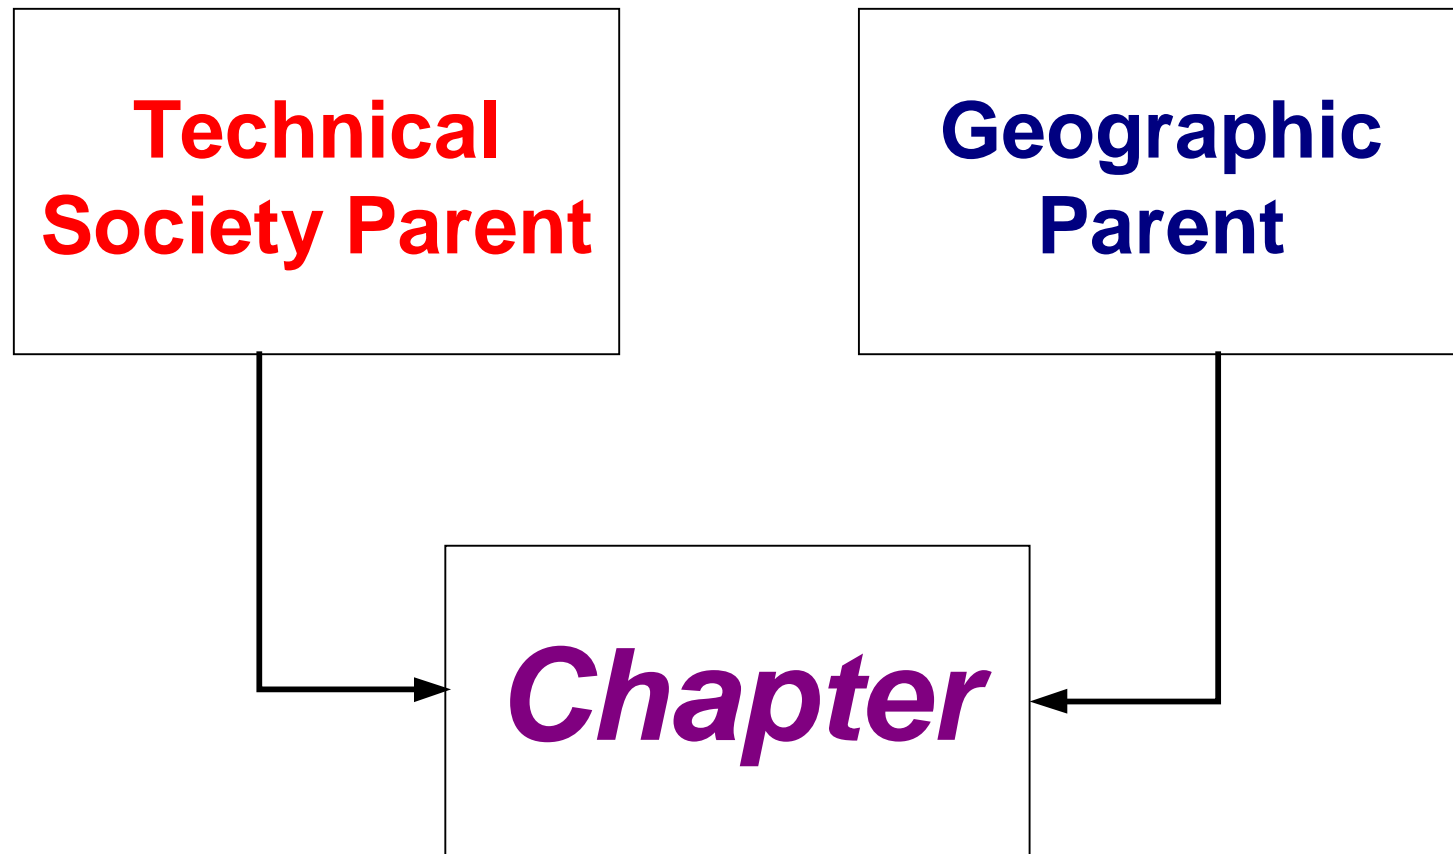 Technical
Society Parent
Geographic
Parent
Chapter